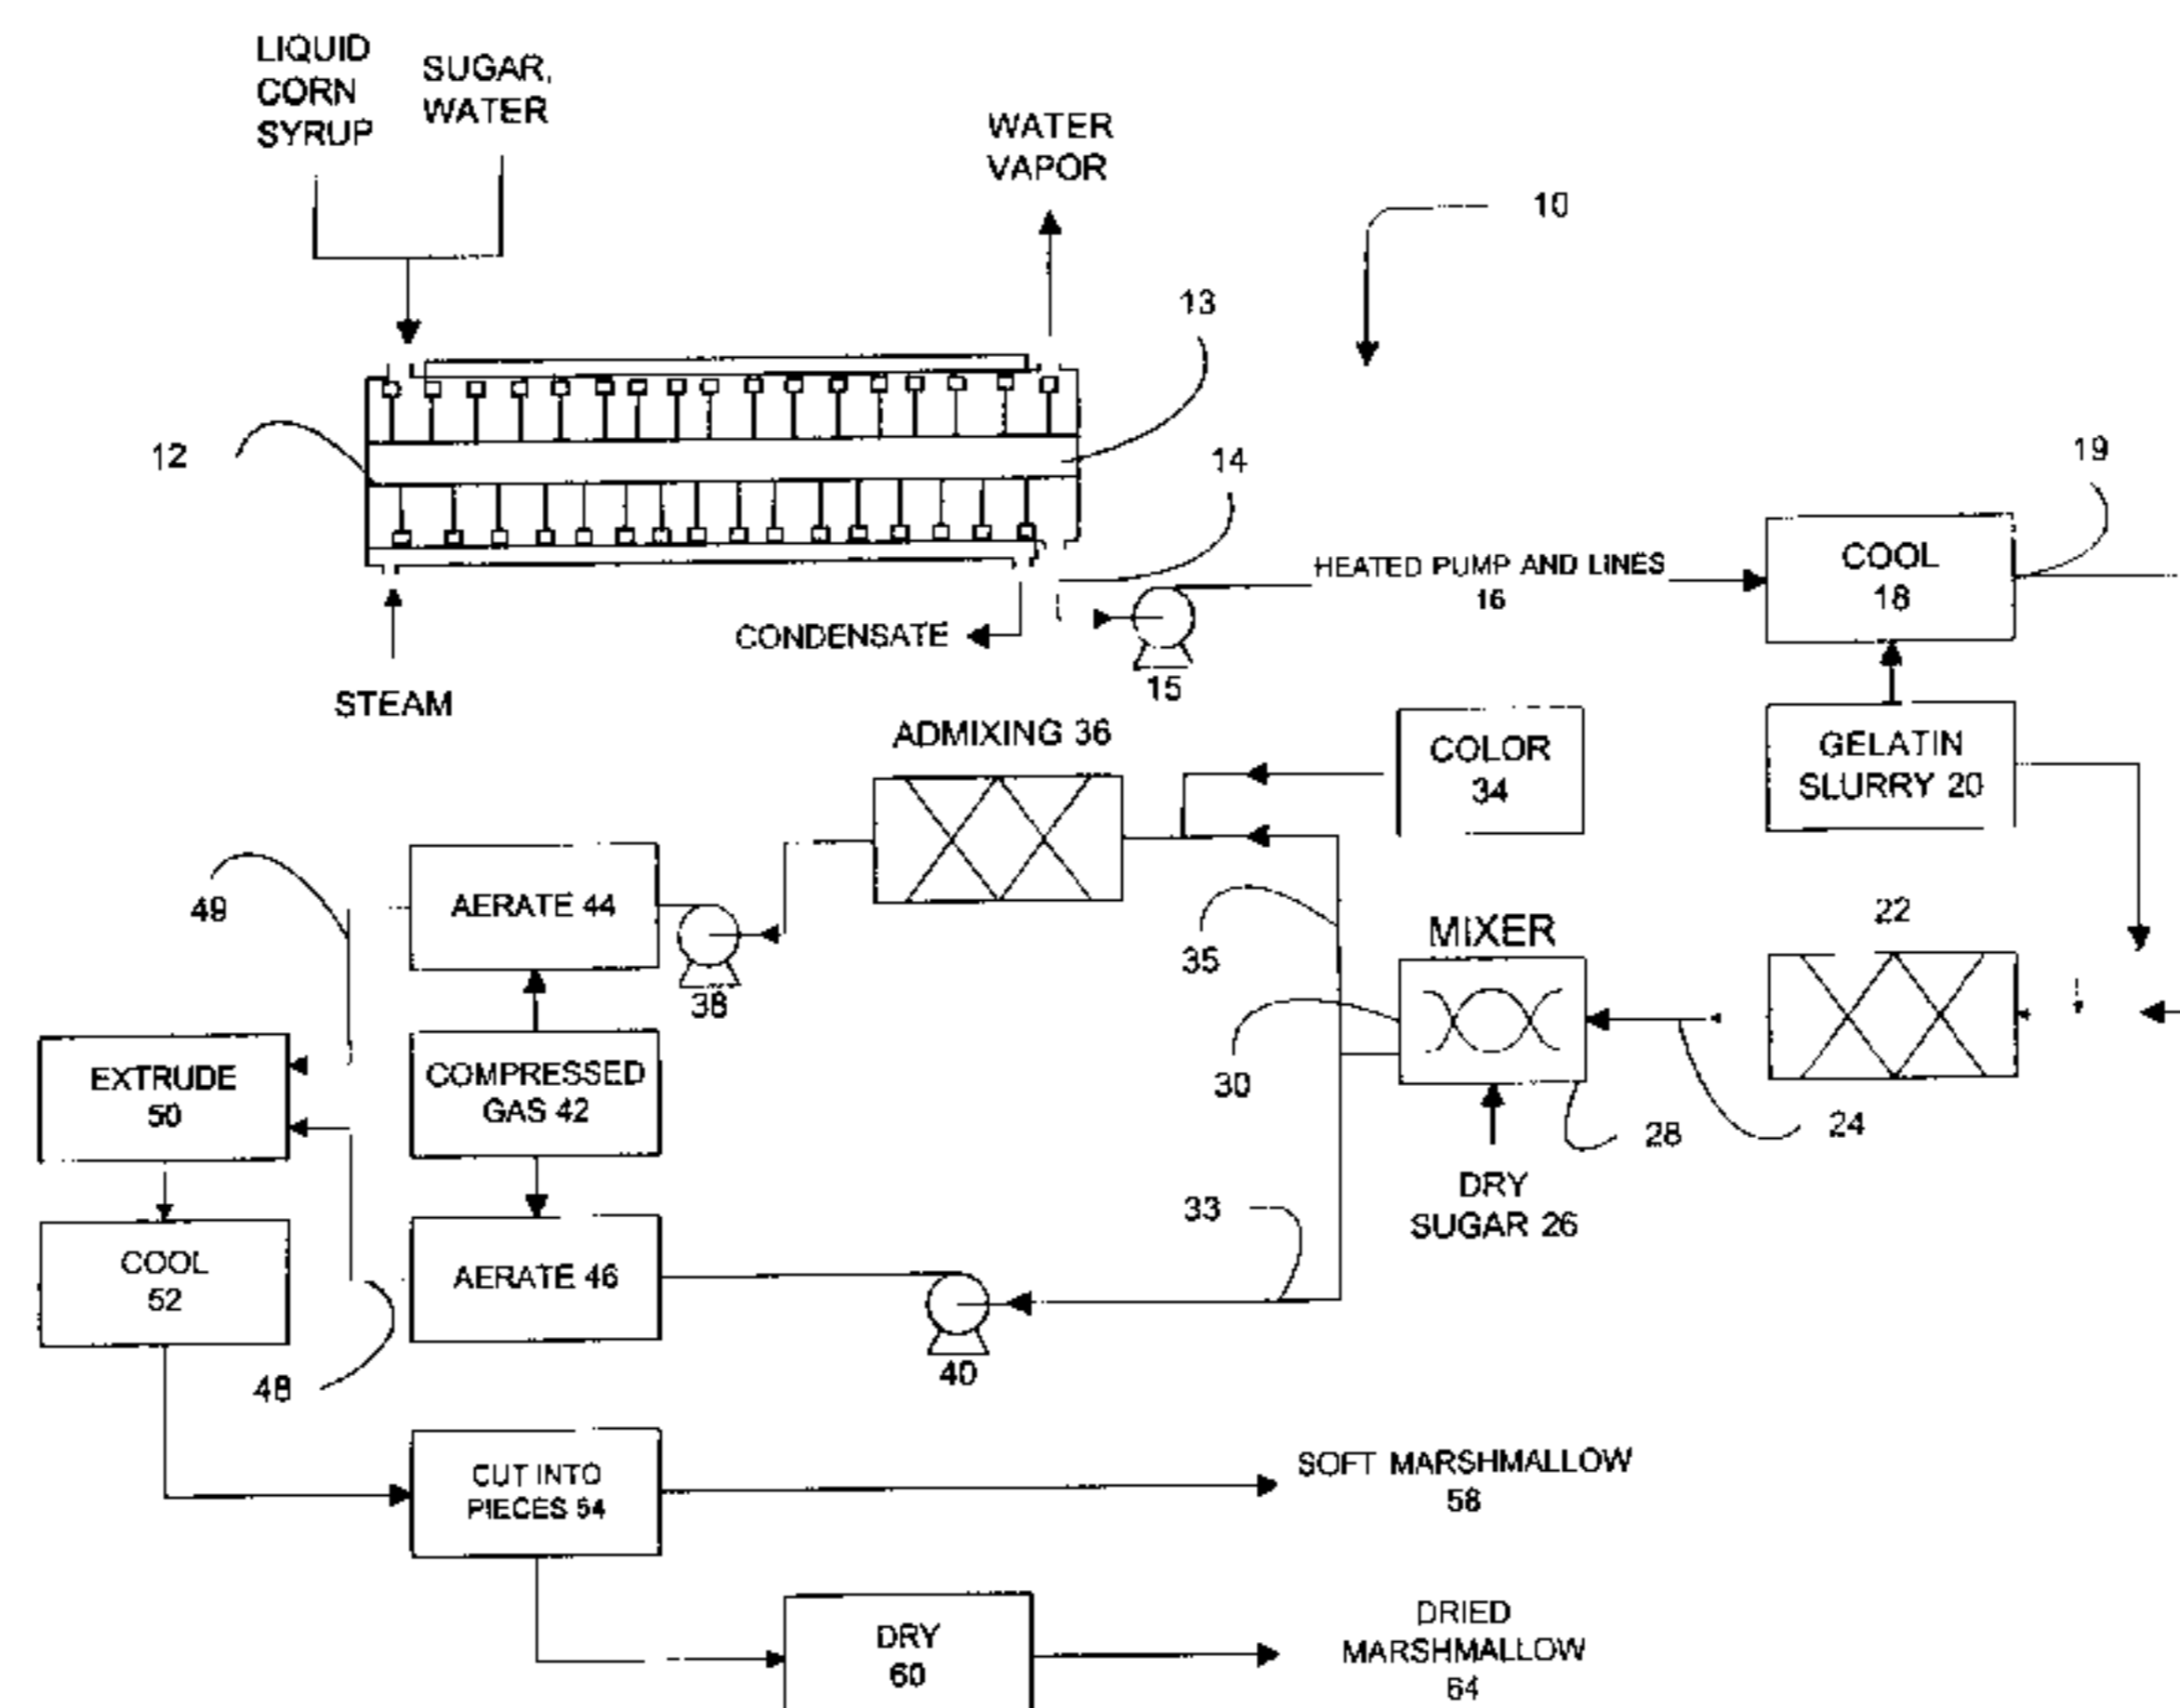 LIQUID
CORN
SYRUP
SUGAR,
WATER
WATER
VAPOR
10
13
12
14
19
HEATED PUMP AND LINES
16
COOL
18
CONDENSATE
15
STEAM
ADMIXING 36
COLOR
34
GELATIN
SLURRY 20
49
AERATE 44
38
35
MIXER
22
EXTRUDE
50
COMPRESSED
GAS 42
30
28
24
DRY
SUGAR 26
33
COOL
52
AERATE 46
48
40
CUT INTO
PIECES 54
SOFT MARSHMALLOW
58
DRY
60
DRIED
MARSHMALLOW
64